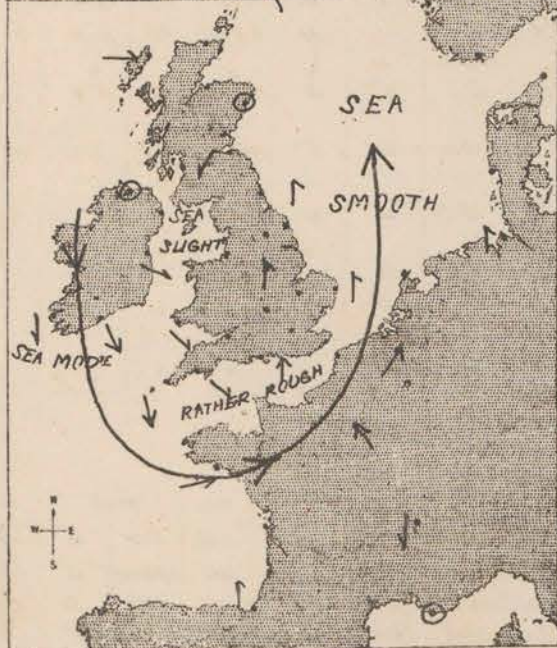 SEA
SMOOTH
SEA
SLIGHT
SEA MODE
RATHER ROUGH
N
W E
S